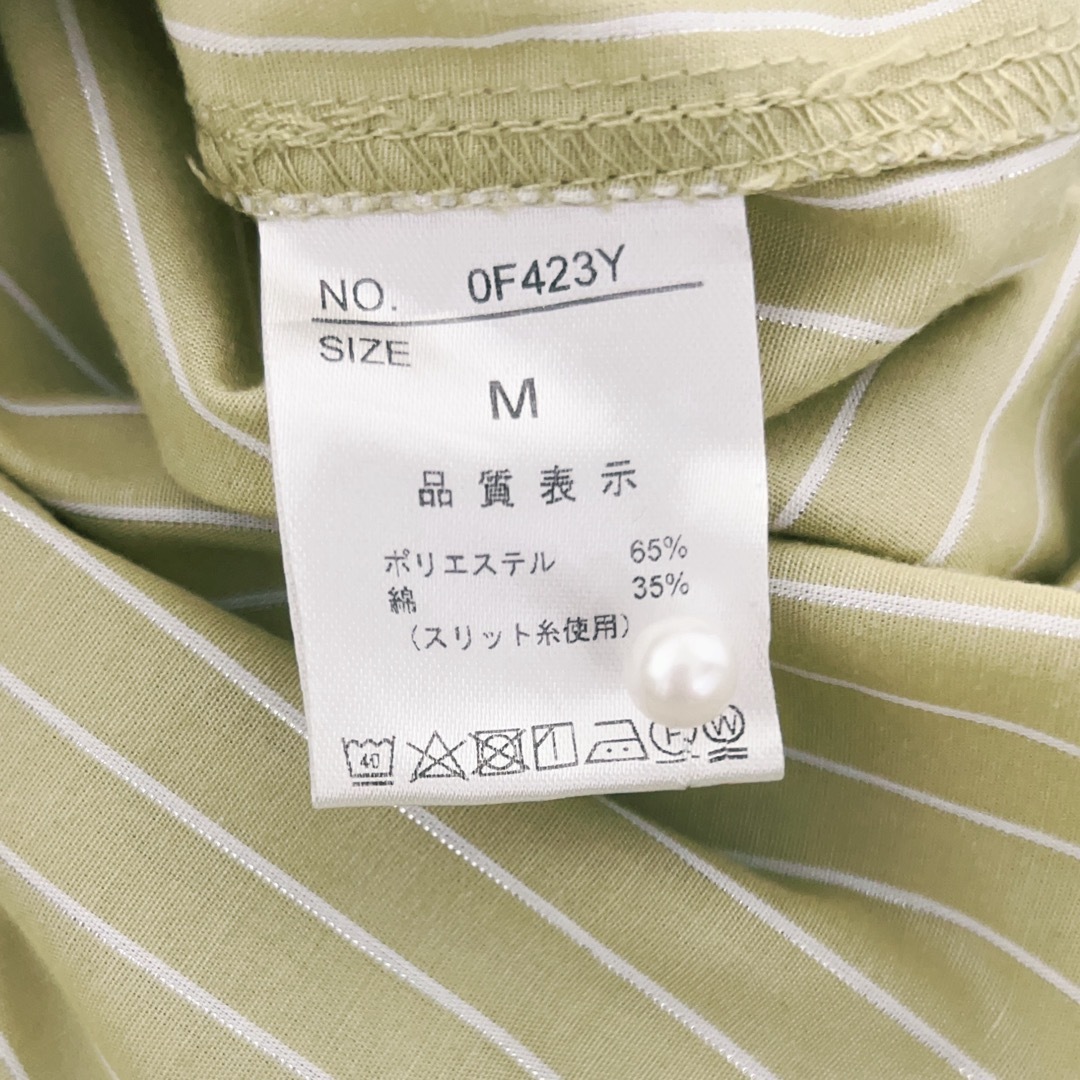 NO. 0F423Y
SIZE
M
品質表示
ポリエステル 65%
綿 35%
（スリット糸使用）
40 F W